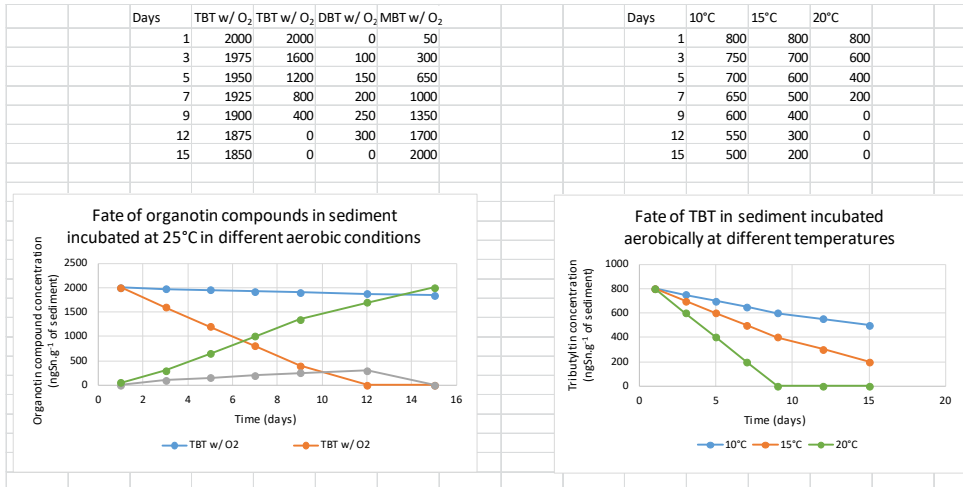 Days TBT w/ O₂ TBT w/ O₂ DBT w/ O₂ MBT w/ O₂
1 2000 2000 0 50
3 1975 1600 100 300
5 1950 1200 150 650
7 1925 800 200 1000
9 1900 400 250 1350
12 1875 0 300 1700
15 1850 0 0 2000
Days 10°C 15°C 20°C
1 800 800 800
3 750 700 600
5 700 600 400
7 650 500 200
9 600 400 0
12 550 300 0
15 500 200 0
Fate of organotin compounds in sediment
incubated at 25°C in different aerobic conditions
Organotin compound concentration
(ngSn.g⁻¹ of sediment)
2500
2000
1500
1000
500
0
0 2 4 6 8 10 12 14 16
Time (days)
TBT w/ O2 TBT w/ O2
Fate of TBT in sediment incubated
aerobically at different temperatures
Tributyltin concentration
(ngSn.g⁻¹ of sediment)
1000
800
600
400
200
0
0 5 10 15 20
Time (days)
10°C 15°C 20°C